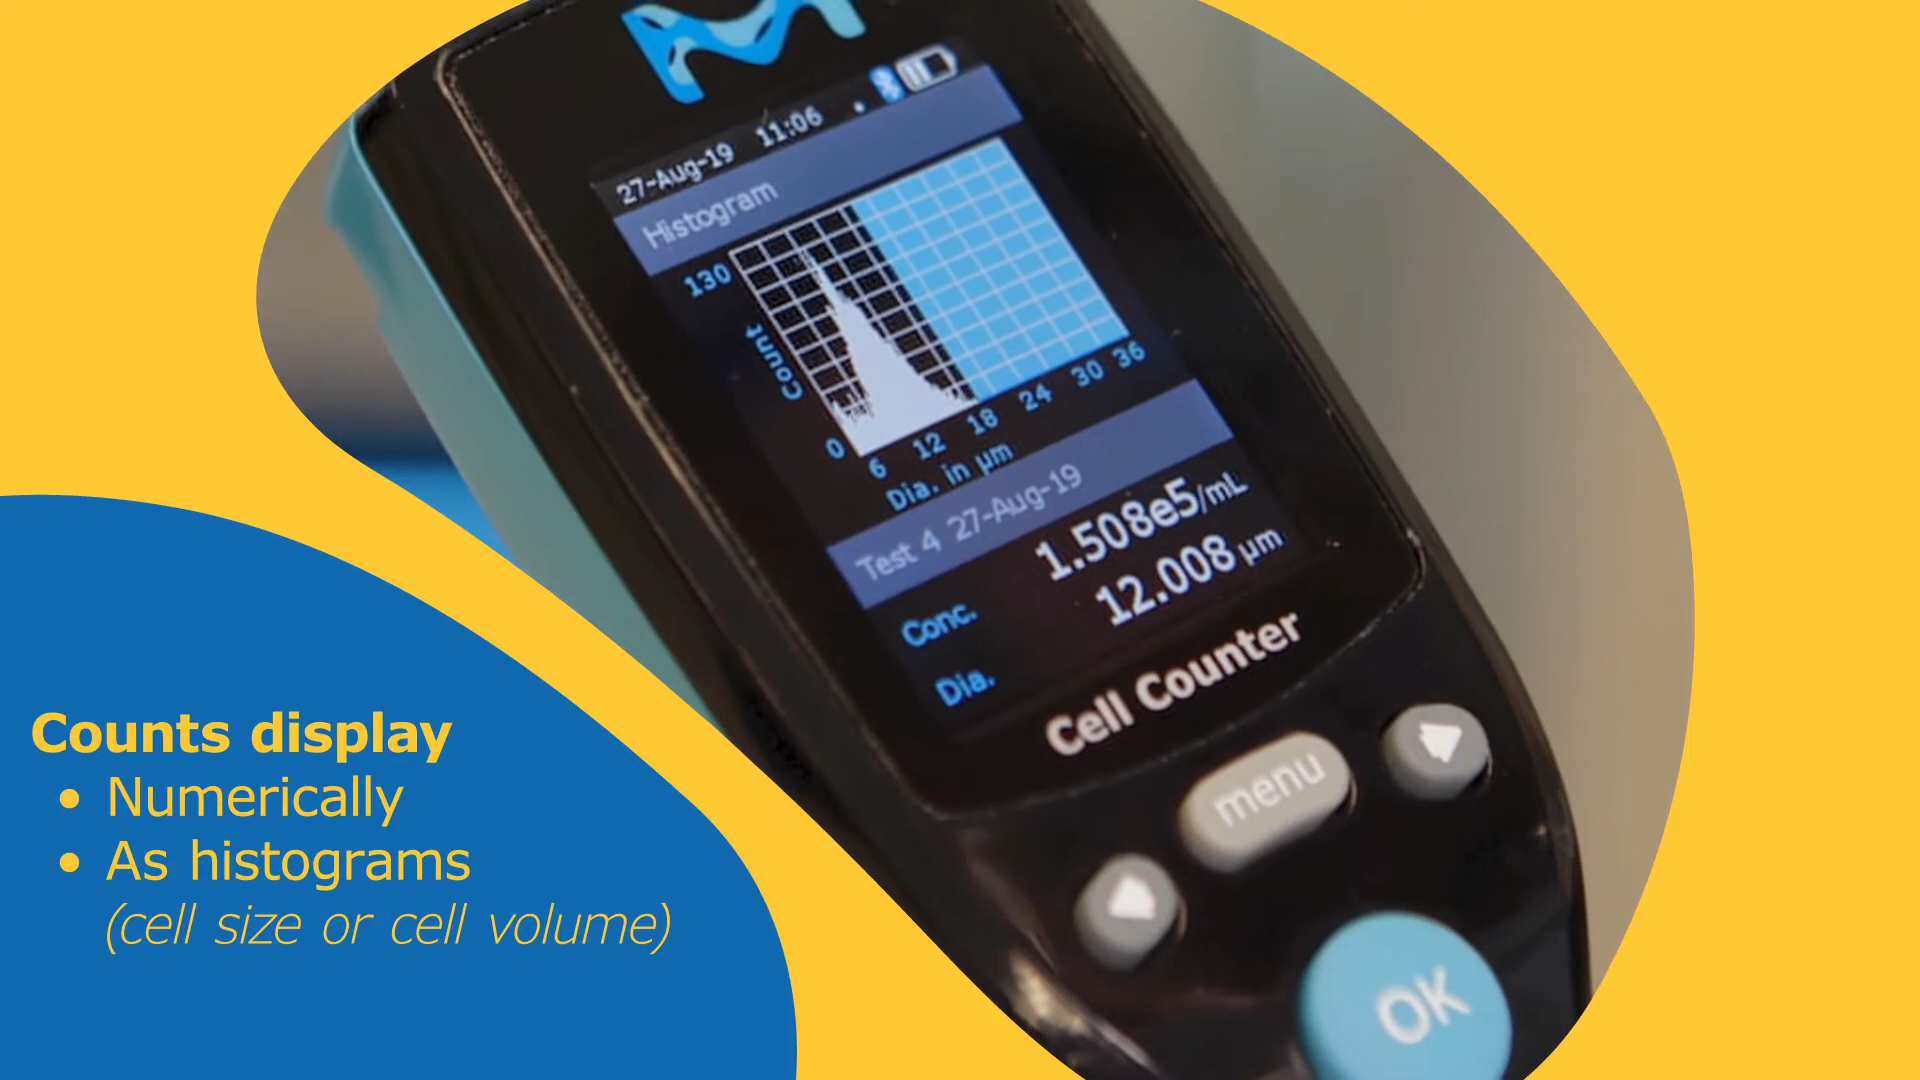 27-Aug-19 11:06
Histogram
130
Count
0
6 12 18 24 30 36
Dia. in µm
Test 4 27-Aug-19
Conc. 1.508e5/mL
Dia. 12.008 µm
Cell Counter
menu
OK
Counts display
• Numerically
• As histograms
(cell size or cell volume)